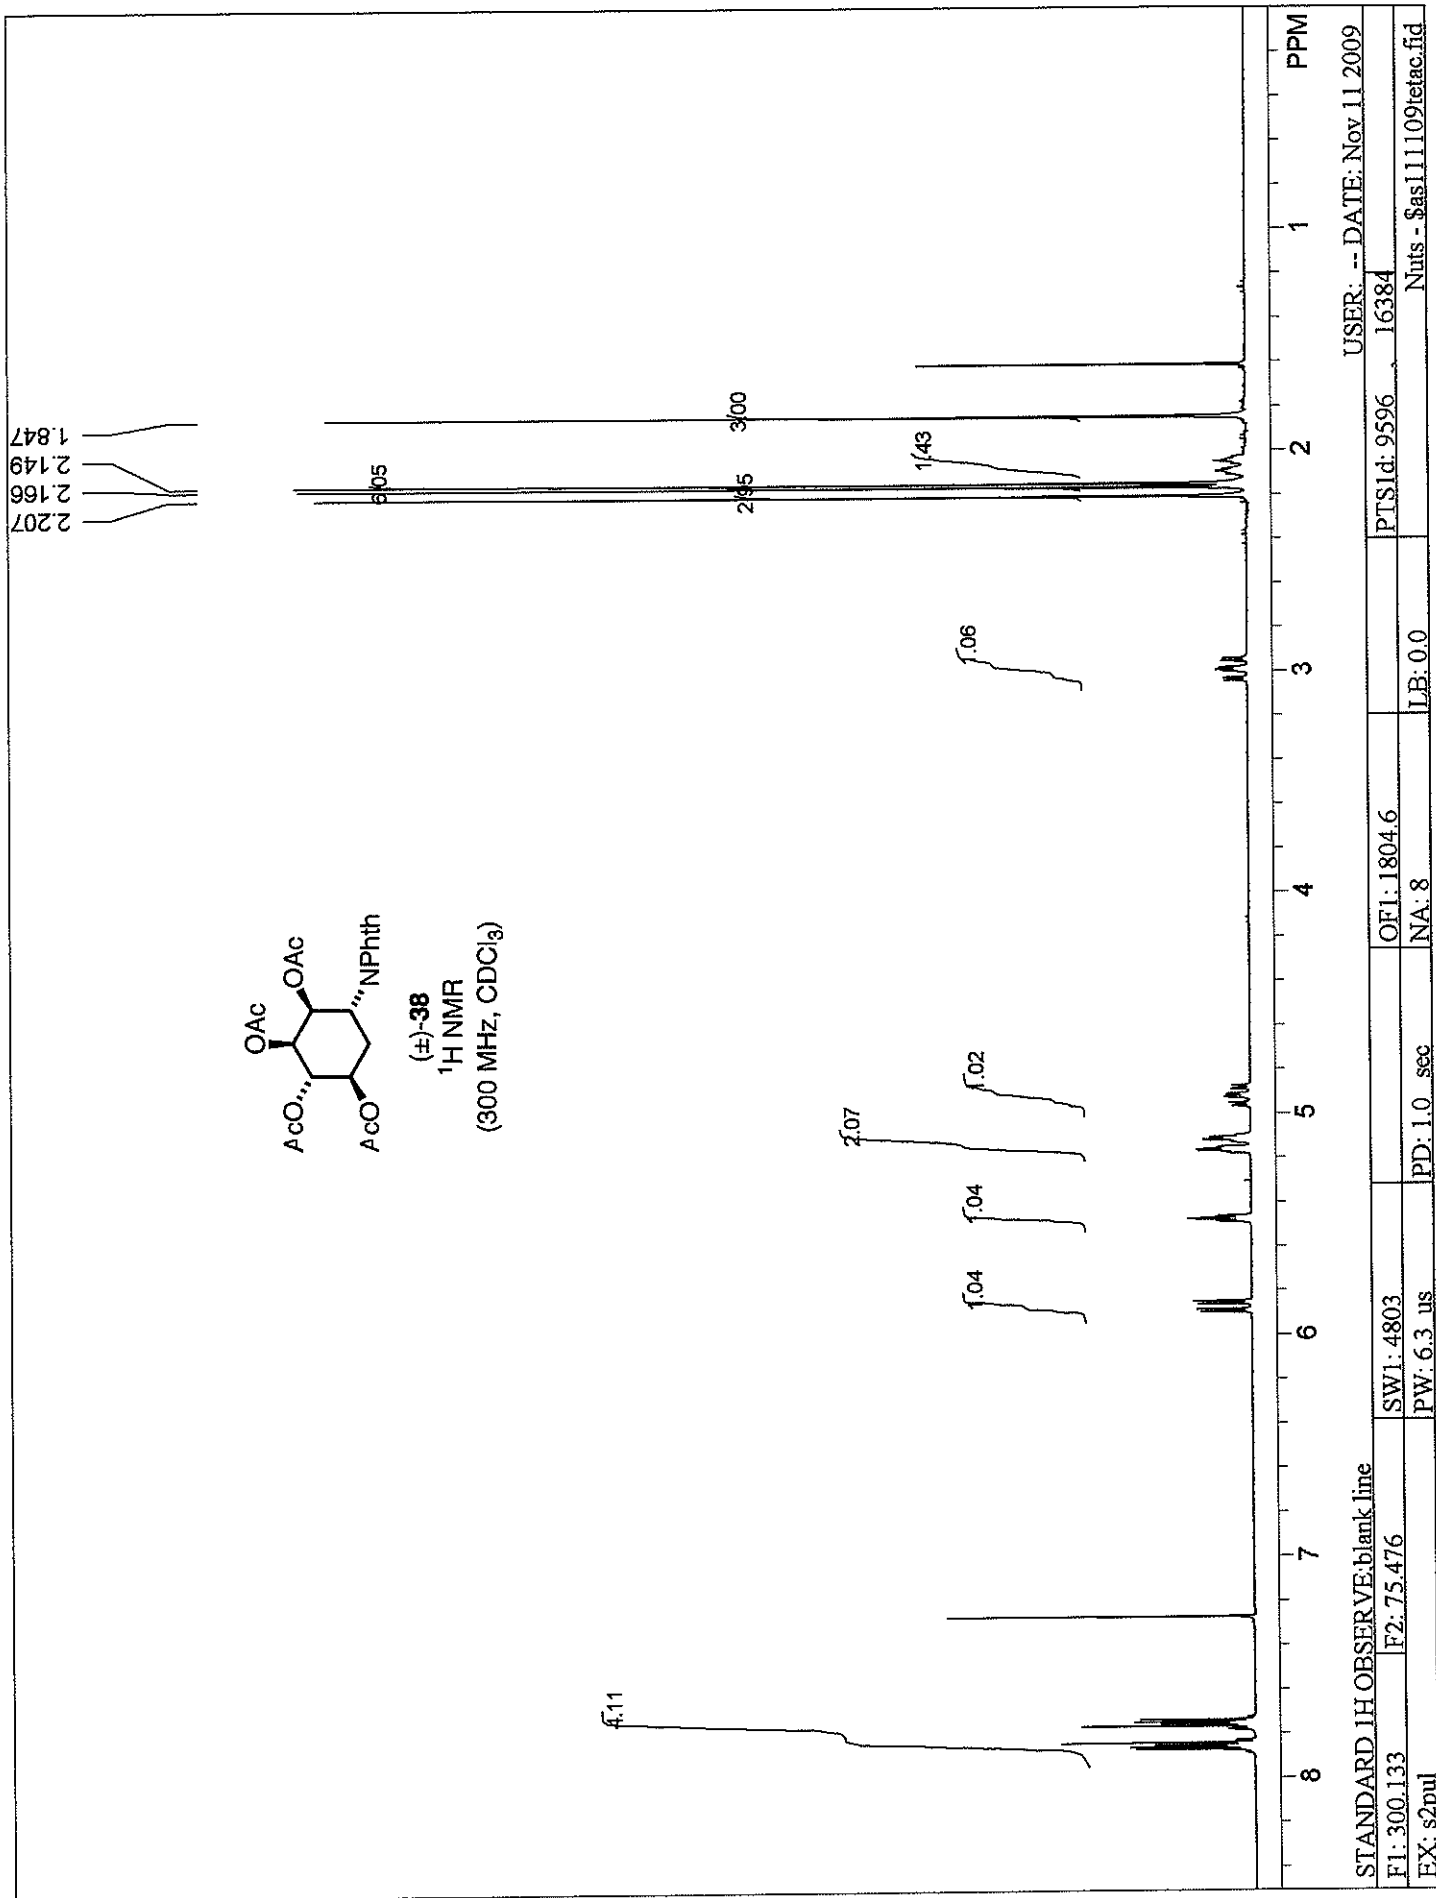 2.207
2.166
2.149
1.847
6.05
2.95
3.00
1.43
1.06
1.02
2.07
1.04
1.04
4.11
OAc
AcO
OAc
AcO
NPhth
(±)-38
¹H NMR
(300 MHz, CDCl₃)
8 7 6 5 4 3 2 1 PPM
STANDARD 1H OBSERVE;blank line
USER: -- DATE: Nov 11 2009
F1: 300.133 F2: 75.476 SW1: 4803 OF1: 1804.6 PTS1d: 9596, 16384
EX: s2pul PW: 6.3 us PD: 1.0 sec NA: 8 LB: 0.0 Nuts - $as111109tetac.fid